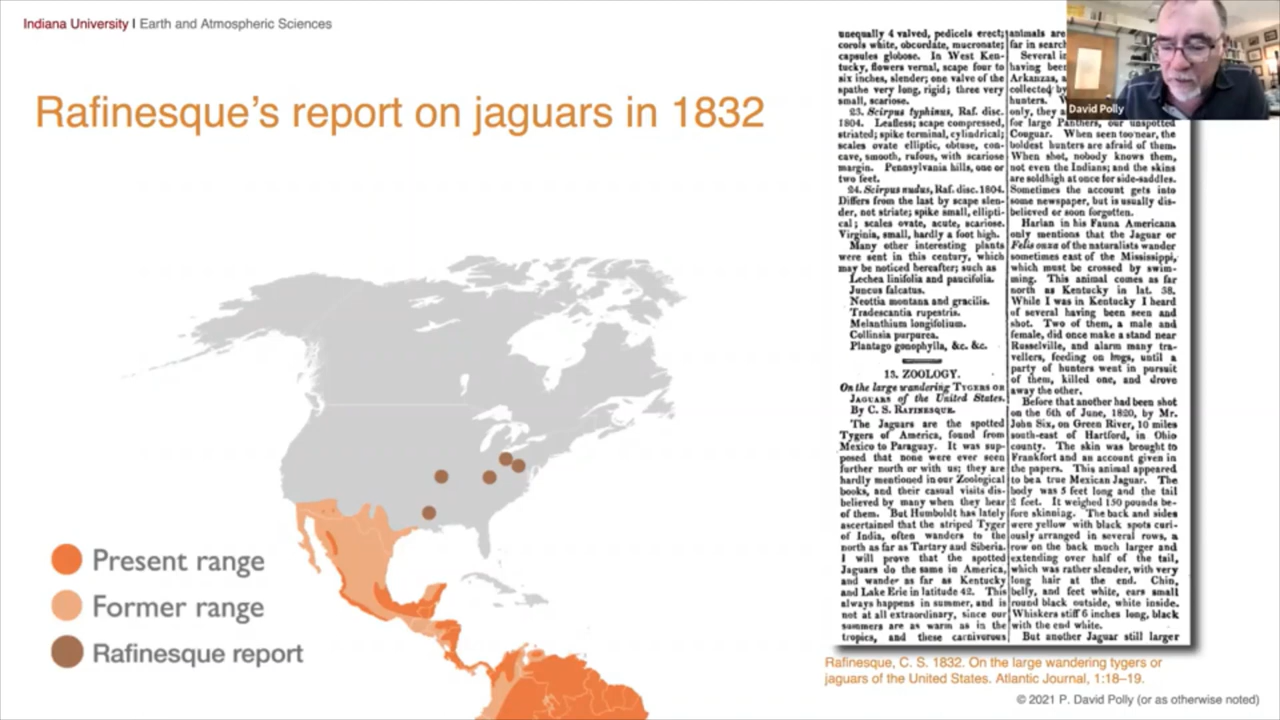 Indiana University | Earth and Atmospheric Sciences
Rafinesque's report on jaguars in 1832
Present range
Former range
Rafinesque report
unequally 4 valved, pedicels erect;
corols white, obcordate, mucronate;
capsules globose. In West Ken-
tucky, flowers vernal, scape four to
six inches, slender; one valve of the
spathe very long, rigid; three very
small, scariose.
23. Scirpus typhinus, Raf. disc.
1804. Leafless; scape compressed,
striated; spike terminal, cylindrical;
scales ovate elliptic, obtuse, con-
cave, smooth, rufous, with scariose
margin. Pennsylvania hills, one or
two feet.
24. Scirpus nudus, Raf. disc. 1804.
Differs from the last by scape slen-
der, not striate; spike small, ellipti-
cal; scales ovate, acute, scariose.
Virginia, small, hardly a foot high.
Many other interesting plants
were sent in this century, which
may be noticed hereafter; such as
Lechea linifolia and paucifolia.
Juncus falcatus.
Neottia montana and gracilis.
Tradescantia rupestris.
Melanthium longifolium.
Collinsia purpurea.
Plantago gonophylla, &c. &c.
13. ZOOLOGY.
On the large wandering TYGERS or
JAGUARS of the United States.
By C. S. RAFINESQUE.
The Jaguars are the spotted
Tygers of America, found from
Mexico to Paraguay. It was sup-
posed that none were ever seen
further north or with us; they are
hardly mentioned in our Zoological
books, and their casual visits dis-
believed by many when they hear
of them. But Humboldt has lately
ascertained that the striped Tyger
of India, often wanders to the
north as far as Tartary and Siberia.
I will prove that the spotted
Jaguars do the same in America,
and wander as far as Kentucky
and Lake Erie in latitude 42. This
always happens in summer, and is
not at all extraordinary, since our
summers are as warm as in the
tropics, and these carnivorous
animals are
far in search
Several in
having been
Arkansas, a
collected by
hunters. W
only, they a
for large Panthers, our unspotted
Couguar. When seen too near, the
boldest hunters are afraid of them.
When shot, nobody knows them,
not even the Indians; and the skins
are sold high at once for side-saddles.
Sometimes the account gets into
some newspaper, but is usually dis-
believed or soon forgotten.
Harlan in his Fauna Americana
only mentions that the Jaguar or
Felis onza of the naturalists wander
sometimes east of the Mississippi,
which must be crossed by swim-
ming. This animal comes as far
north as Kentucky in lat. 38.
While I was in Kentucky I heard
of several having been seen and
shot. Two of them, a male and
female, did once make a stand near
Russelville, and alarm many tra-
vellers, feeding on hogs, until a
party of hunters went in pursuit
of them, killed one, and drove
away the other.
Before that another had been shot
on the 6th of June, 1820, by Mr.
John Six, on Green River, 10 miles
south-east of Hartford, in Ohio
county. The skin was brought to
Frankfort and an account given in
the papers. This animal appeared
to be a true Mexican Jaguar. The
body was 5 feet long and the tail
2 feet. It weighed 150 pounds be-
fore skinning. The back and sides
were yellow with black spots curi-
ously arranged in several rows, a
row on the back much larger and
extending over half of the tail,
which was rather slender, with very
long hair at the end. Chin,
belly, and feet white, ears small
round black outside, white inside.
Whiskers stiff 6 inches long, black
with the end white.
But another Jaguar still larger
David Polly
Rafinesque, C. S. 1832. On the large wandering tygers or
jaguars of the United States. Atlantic Journal, 1:18–19.
© 2021 P. David Polly (or as otherwise noted)